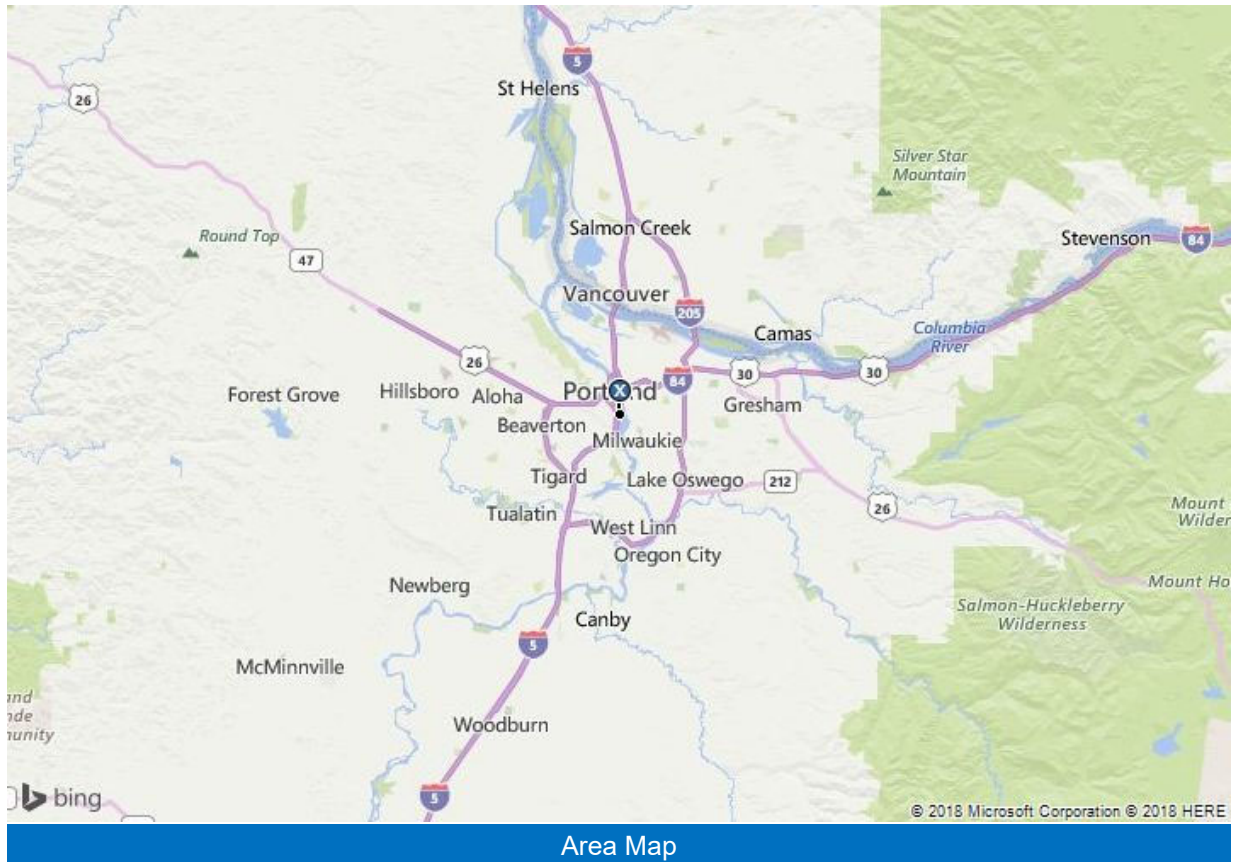 5
St Helens
26
Silver Star
Mountain
Salmon Creek
Round Top
Stevenson
84
47
Vancouver
205
Camas
Columbia
River
26
30
30
84
Hillsboro
Aloha
Forest Grove
X
Gresham
Beaverton
Milwaukie
Tigard
Lake Oswego
212
26
Mount
Tualatin
West Linn
Oregon City
Newberg
Mount Ho
Salmon-Huckleberry
Wilderness
Canby
5
McMinnville
Woodburn
bing
5
© 2018 Microsoft Corporation © 2018 HERE
Area Map